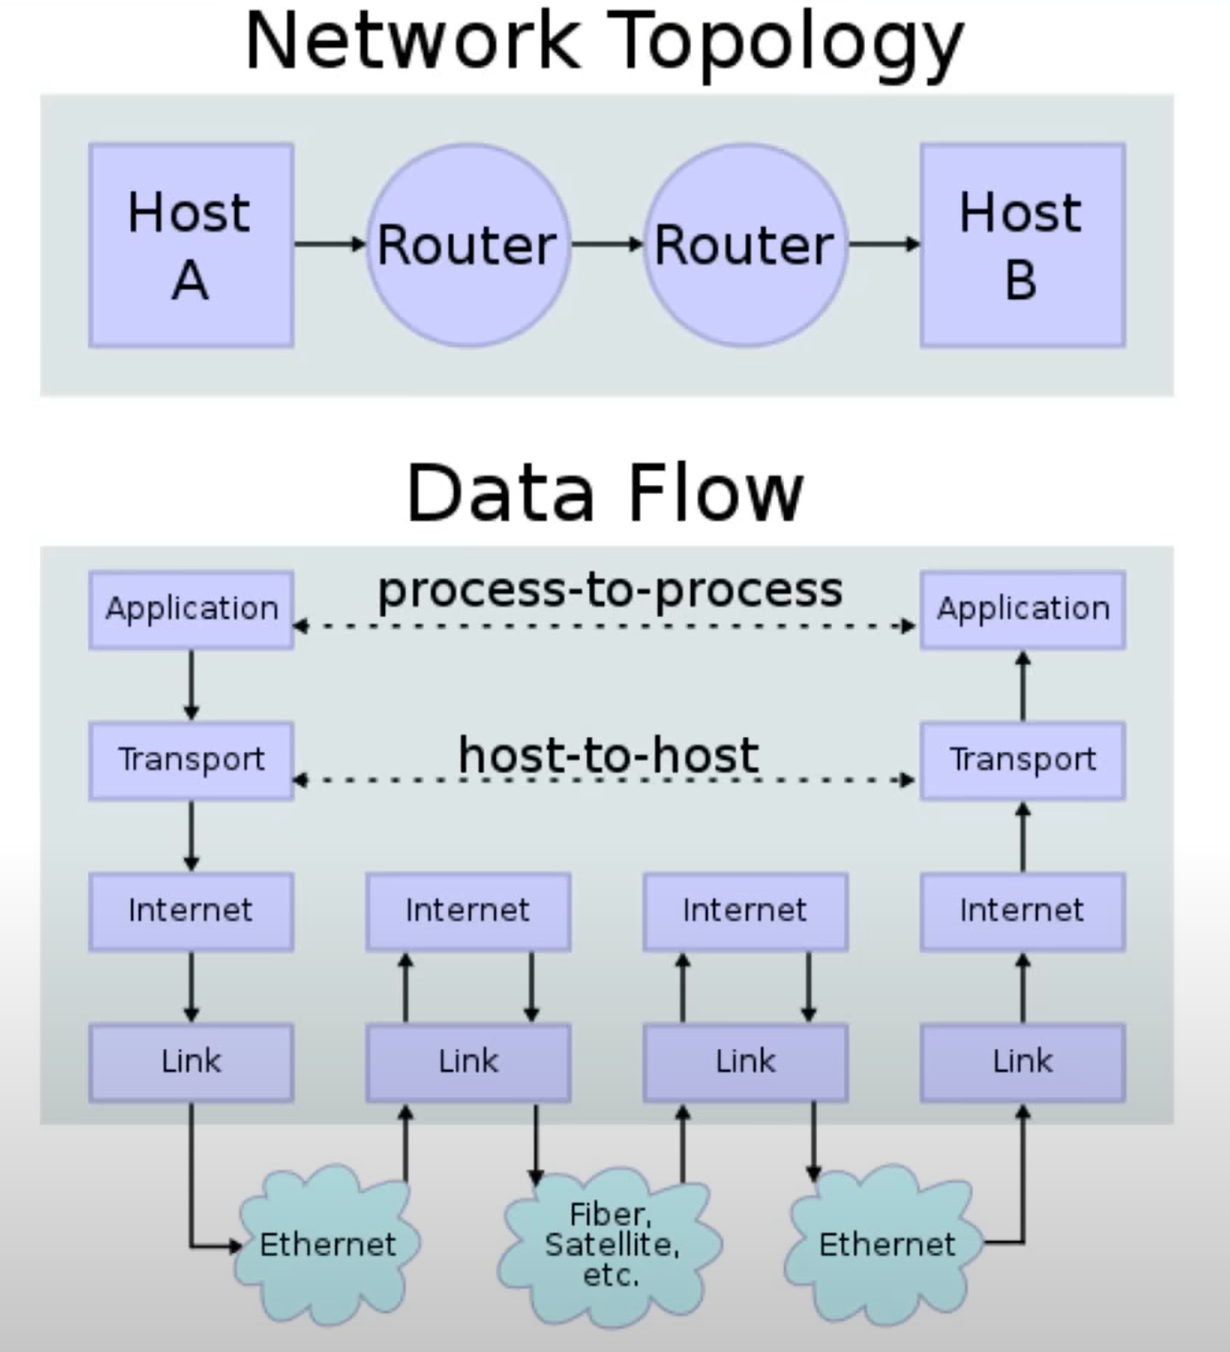 Network Topology
Host
A
Router
Router
Host
B
Data Flow
Application
process-to-process
Application
Transport
host-to-host
Transport
Internet
Internet
Internet
Internet
Link
Link
Link
Link
Ethernet
Fiber,
Satellite,
etc.
Ethernet